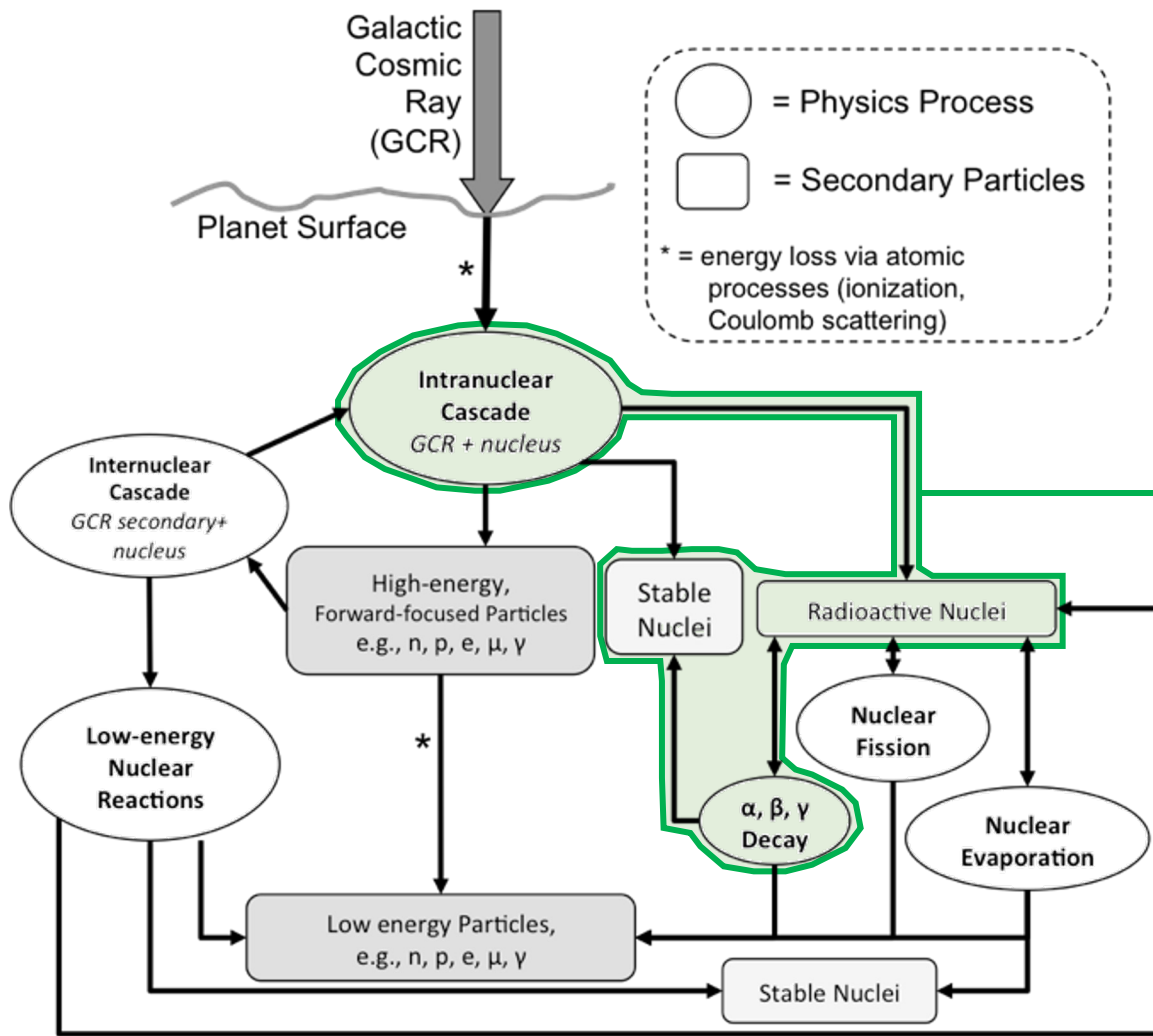 Galactic
Cosmic
Ray
(GCR)
Planet Surface
= Physics Process
= Secondary Particles
* = energy loss via atomic
processes (ionization,
Coulomb scattering)
*
Intranuclear
Cascade
GCR + nucleus
Internuclear
Cascade
GCR secondary+
nucleus
High-energy,
Forward-focused Particles
e.g., n, p, e, μ, γ
Stable
Nuclei
Radioactive Nuclei
Low-energy
Nuclear
Reactions
*
Nuclear
Fission
α, β, γ
Decay
Nuclear
Evaporation
Low energy Particles,
e.g., n, p, e, μ, γ
Stable Nuclei